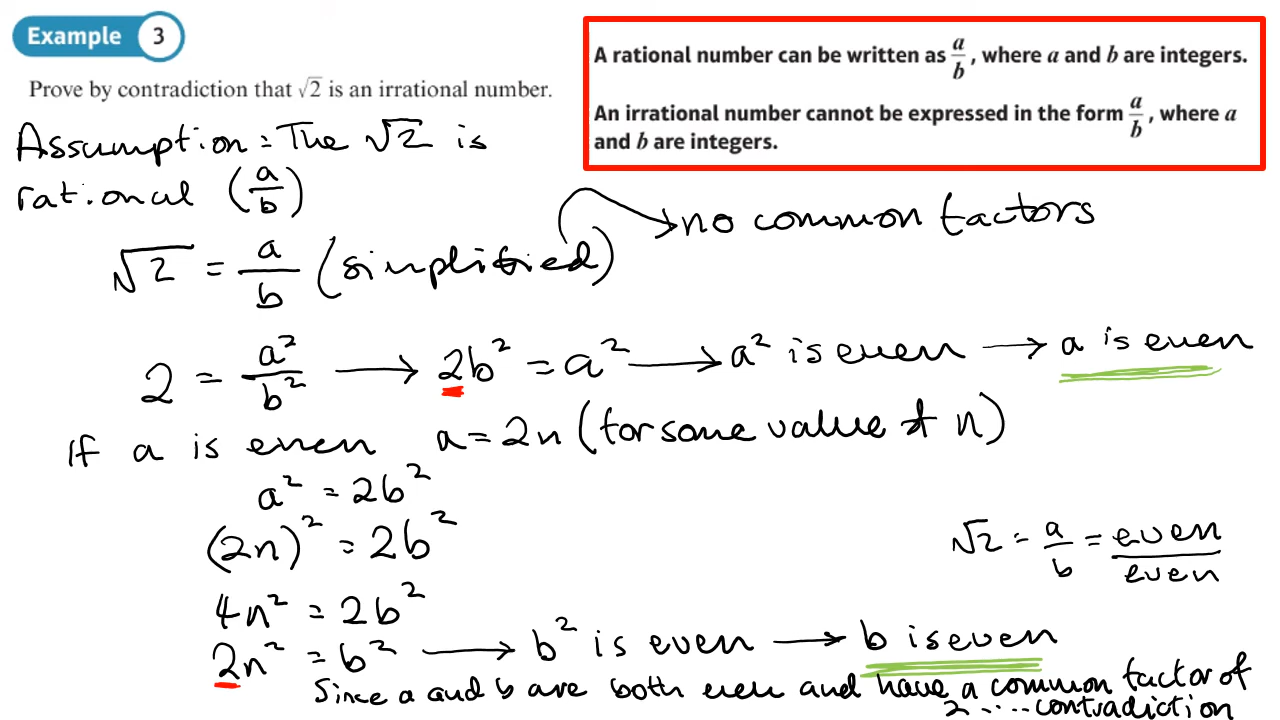 Example 3
A rational number can be written as a/b, where a and b are integers.
Prove by contradiction that √2 is an irrational number.
An irrational number cannot be expressed in the form a/b, where a
and b are integers.
Assumption = The √2 is
rational (a/b)
√2 = a/b (simplified) → no common factors
2 = a²/b² → 2b² = a² → a² is even → a is even
If a is even a = 2n (for some value of n)
a² = 2b²
(2n)² = 2b²
√2 = a/b = even/even
4n² = 2b²
2n² = b² → b² is even → b is even
Since a and b are both even and have a common factor of
2 ..... contradiction